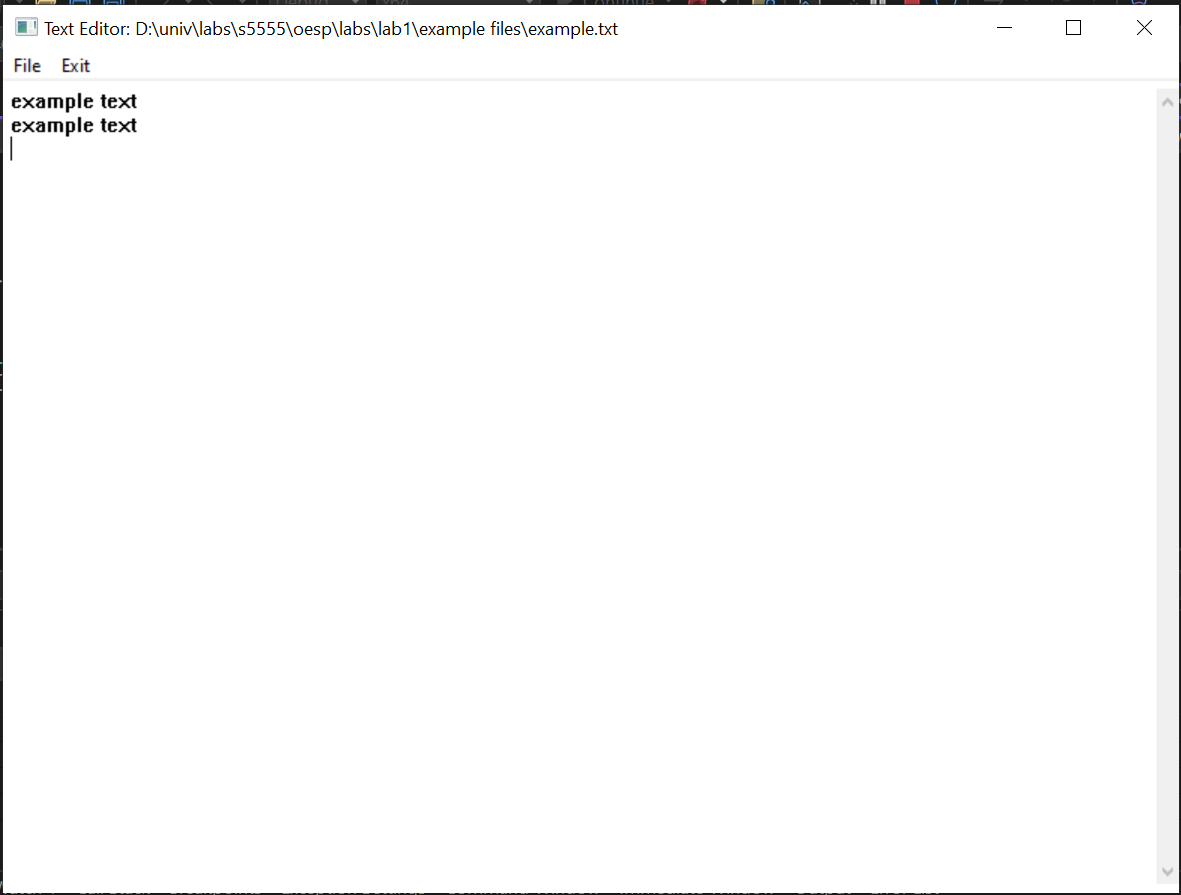 Text Editor: D:\univ\labs\s5555\oesp\labs\lab1\example files\example.txt
File Exit
example text
example text